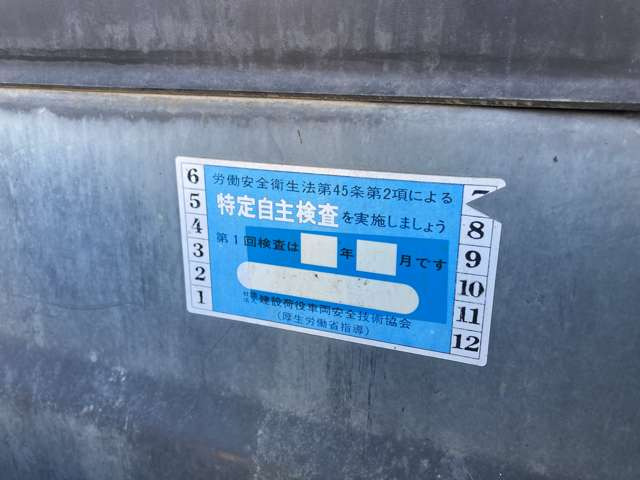 労働安全衛生法第45条第2項による
特定自主検査を実施しましょう
第1回検査は 年 月です
建設荷役車両安全技術協会
(厚生労働省指導)
6
5
4
3
2
1
7
8
9
10
11
12